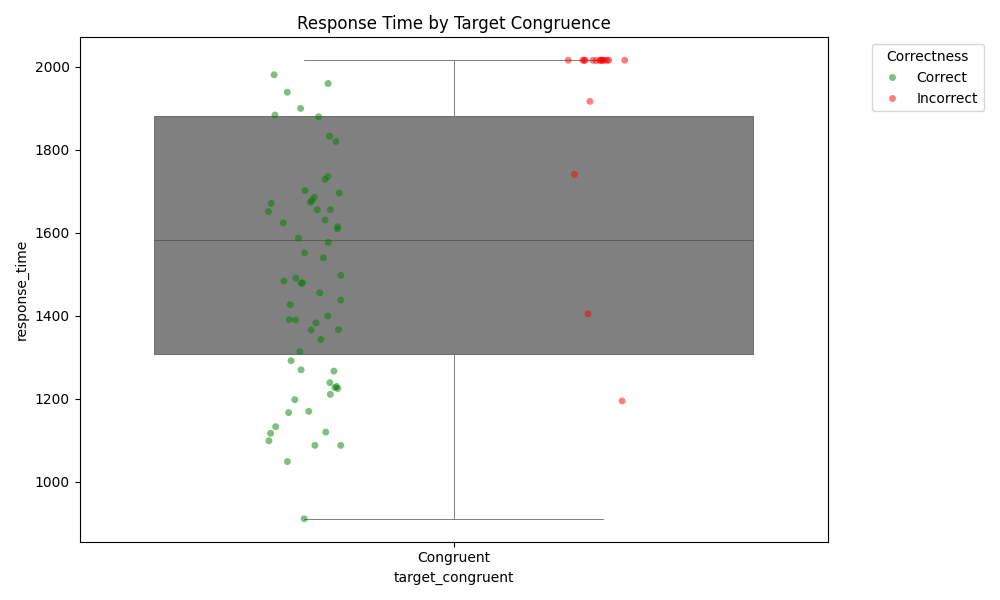 Response Time by Target Congruence
Correctness
Correct
Incorrect
response_time
2000
1800
1600
1400
1200
1000
Congruent
target_congruent